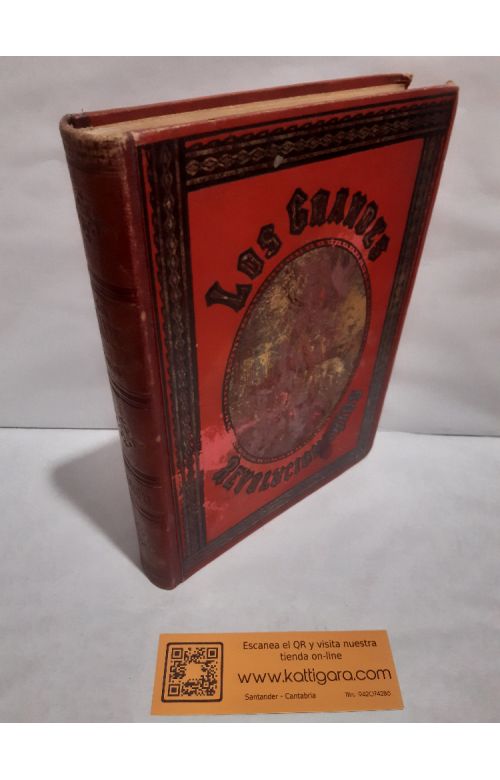 Los Grandes
Escanea el QR y visita nuestra
tienda on-line
www.kattigara.com
Santander - Cantabria